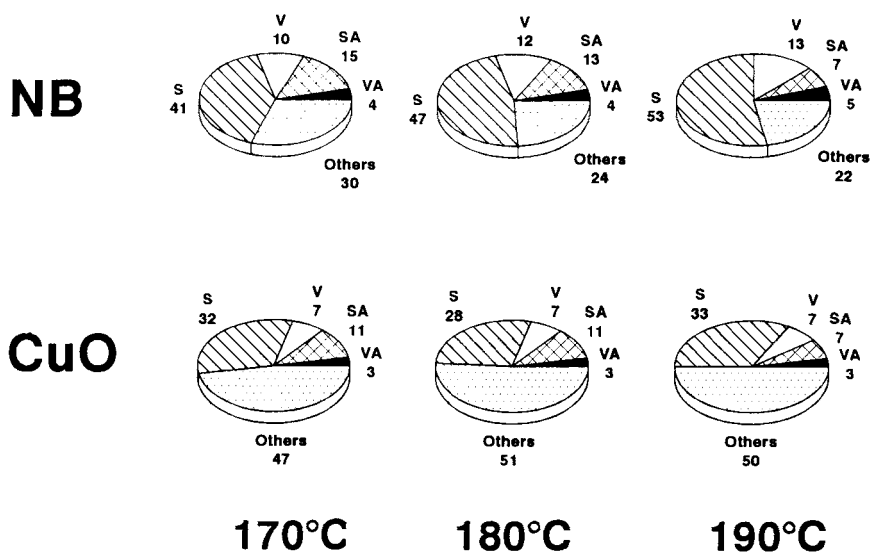 NB
V
10
SA
15
VA
4
S
41
Others
30
V
12
SA
13
VA
4
S
47
Others
24
V
13
SA
7
VA
5
S
53
Others
22
CuO
S
32
V
7
SA
11
VA
3
Others
47
S
28
V
7
SA
11
VA
3
Others
51
S
33
V
7
SA
7
VA
3
Others
50
170°C 180°C 190°C